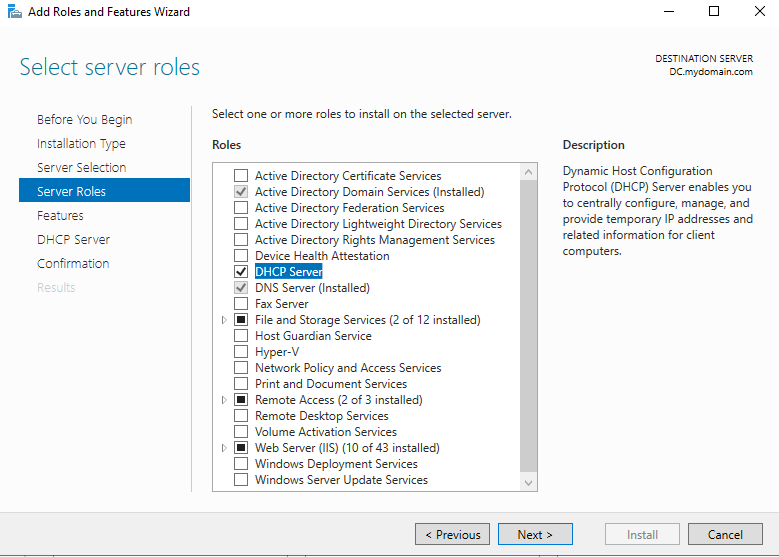 Add Roles and Features Wizard
Select server roles
DESTINATION SERVER
DC.mydomain.com
Before You Begin
Installation Type
Server Selection
Server Roles
Features
DHCP Server
Confirmation
Results
Select one or more roles to install on the selected server.
Roles
Active Directory Certificate Services
Active Directory Domain Services (Installed)
Active Directory Federation Services
Active Directory Lightweight Directory Services
Active Directory Rights Management Services
Device Health Attestation
DHCP Server
DNS Server (Installed)
Fax Server
File and Storage Services (2 of 12 installed)
Host Guardian Service
Hyper-V
Network Policy and Access Services
Print and Document Services
Remote Access (2 of 3 installed)
Remote Desktop Services
Volume Activation Services
Web Server (IIS) (10 of 43 installed)
Windows Deployment Services
Windows Server Update Services
Description
Dynamic Host Configuration
Protocol (DHCP) Server enables you
to centrally configure, manage, and
provide temporary IP addresses and
related information for client
computers.
< Previous
Next >
Install
Cancel